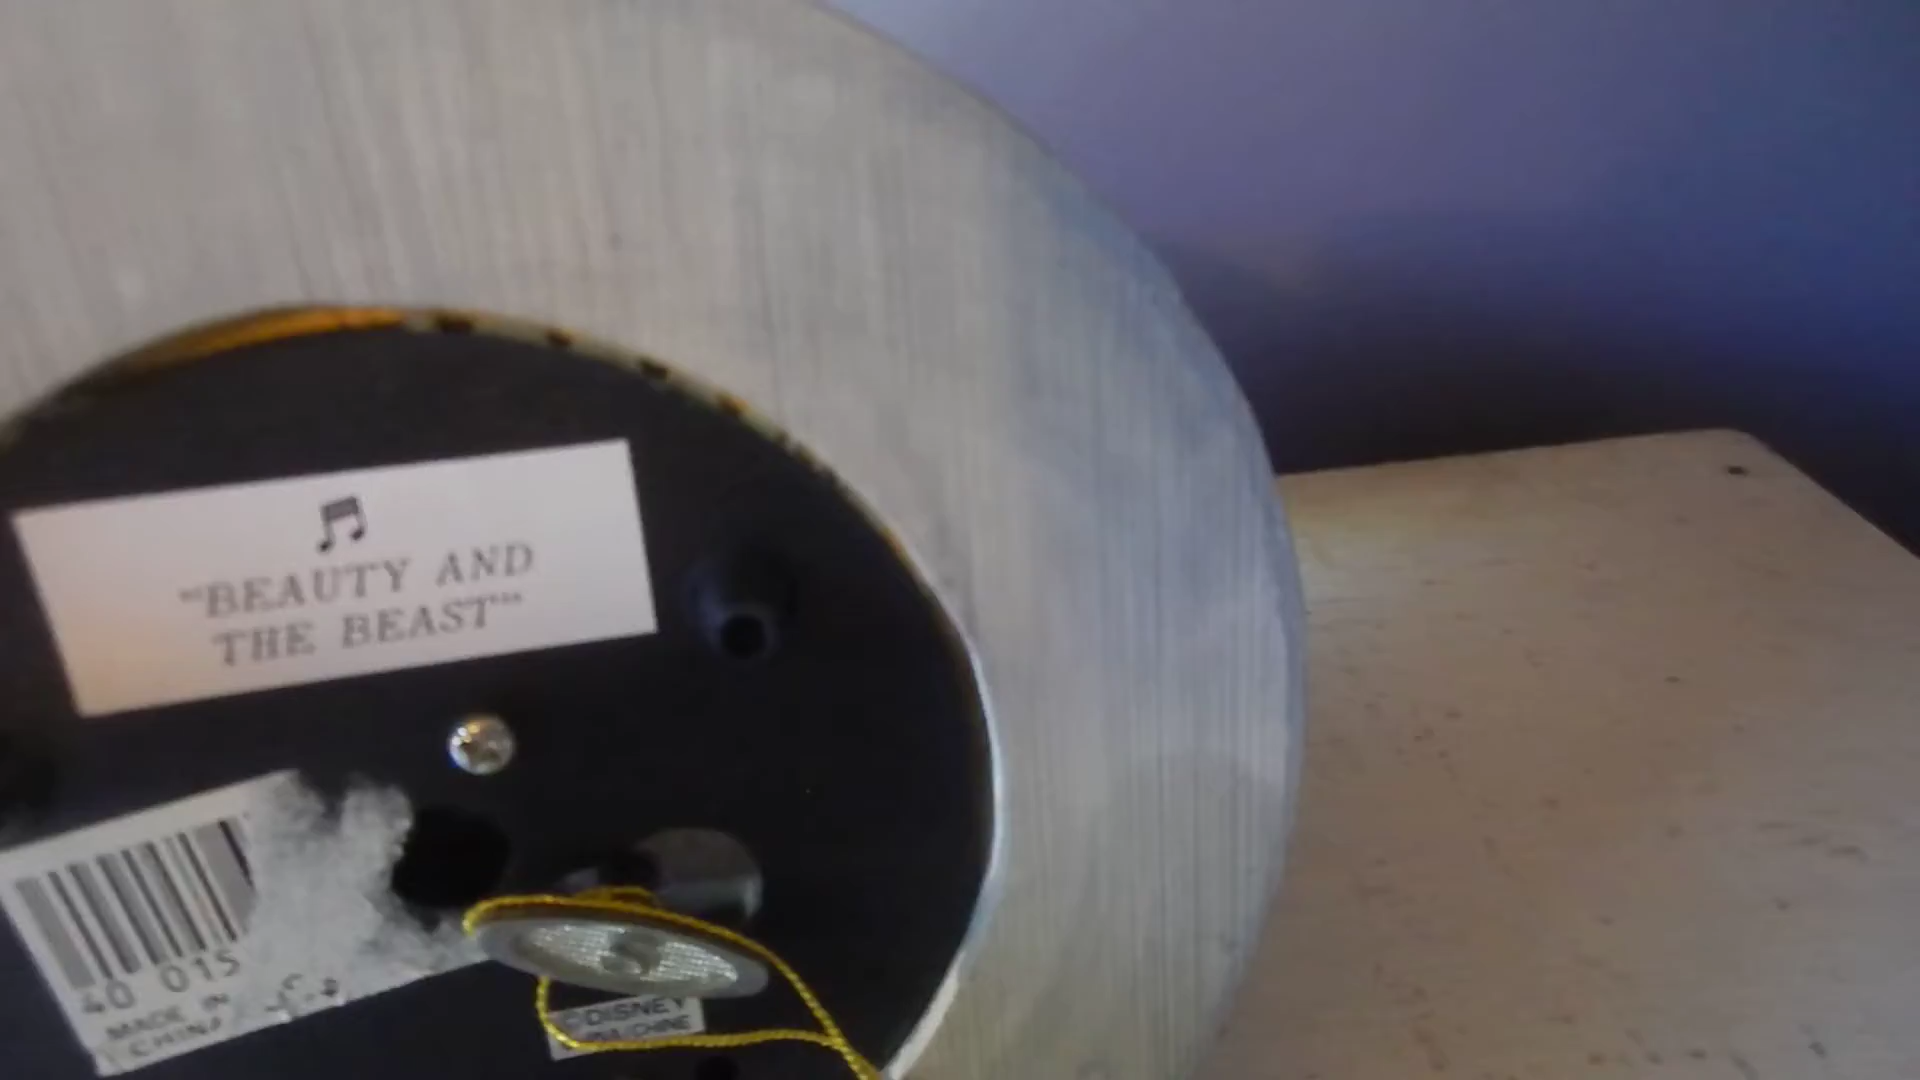 "BEAUTY AND
THE BEAST"
40 015
MADE IN
CHINA
©DISNEY